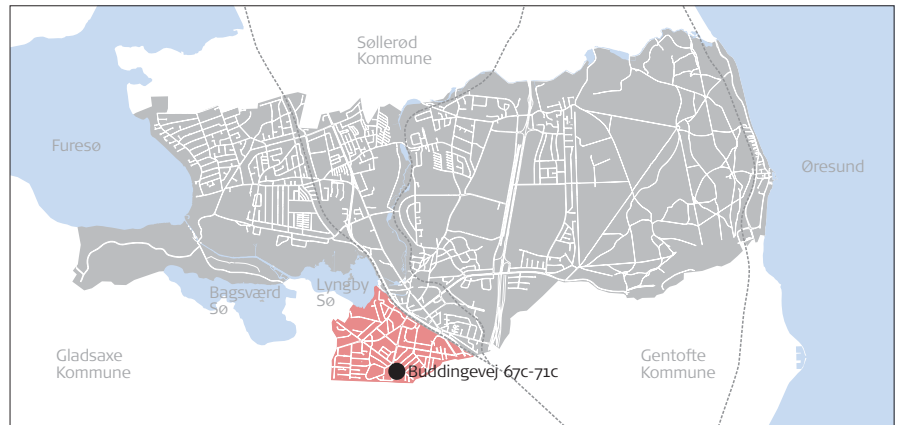 Søllerød
Kommune
Furesø
Øresund
Bagsværd
Sø
Lyngby
Sø
Gladsaxe
Kommune
Gentofte
Kommune
Buddingevej 67c-71c